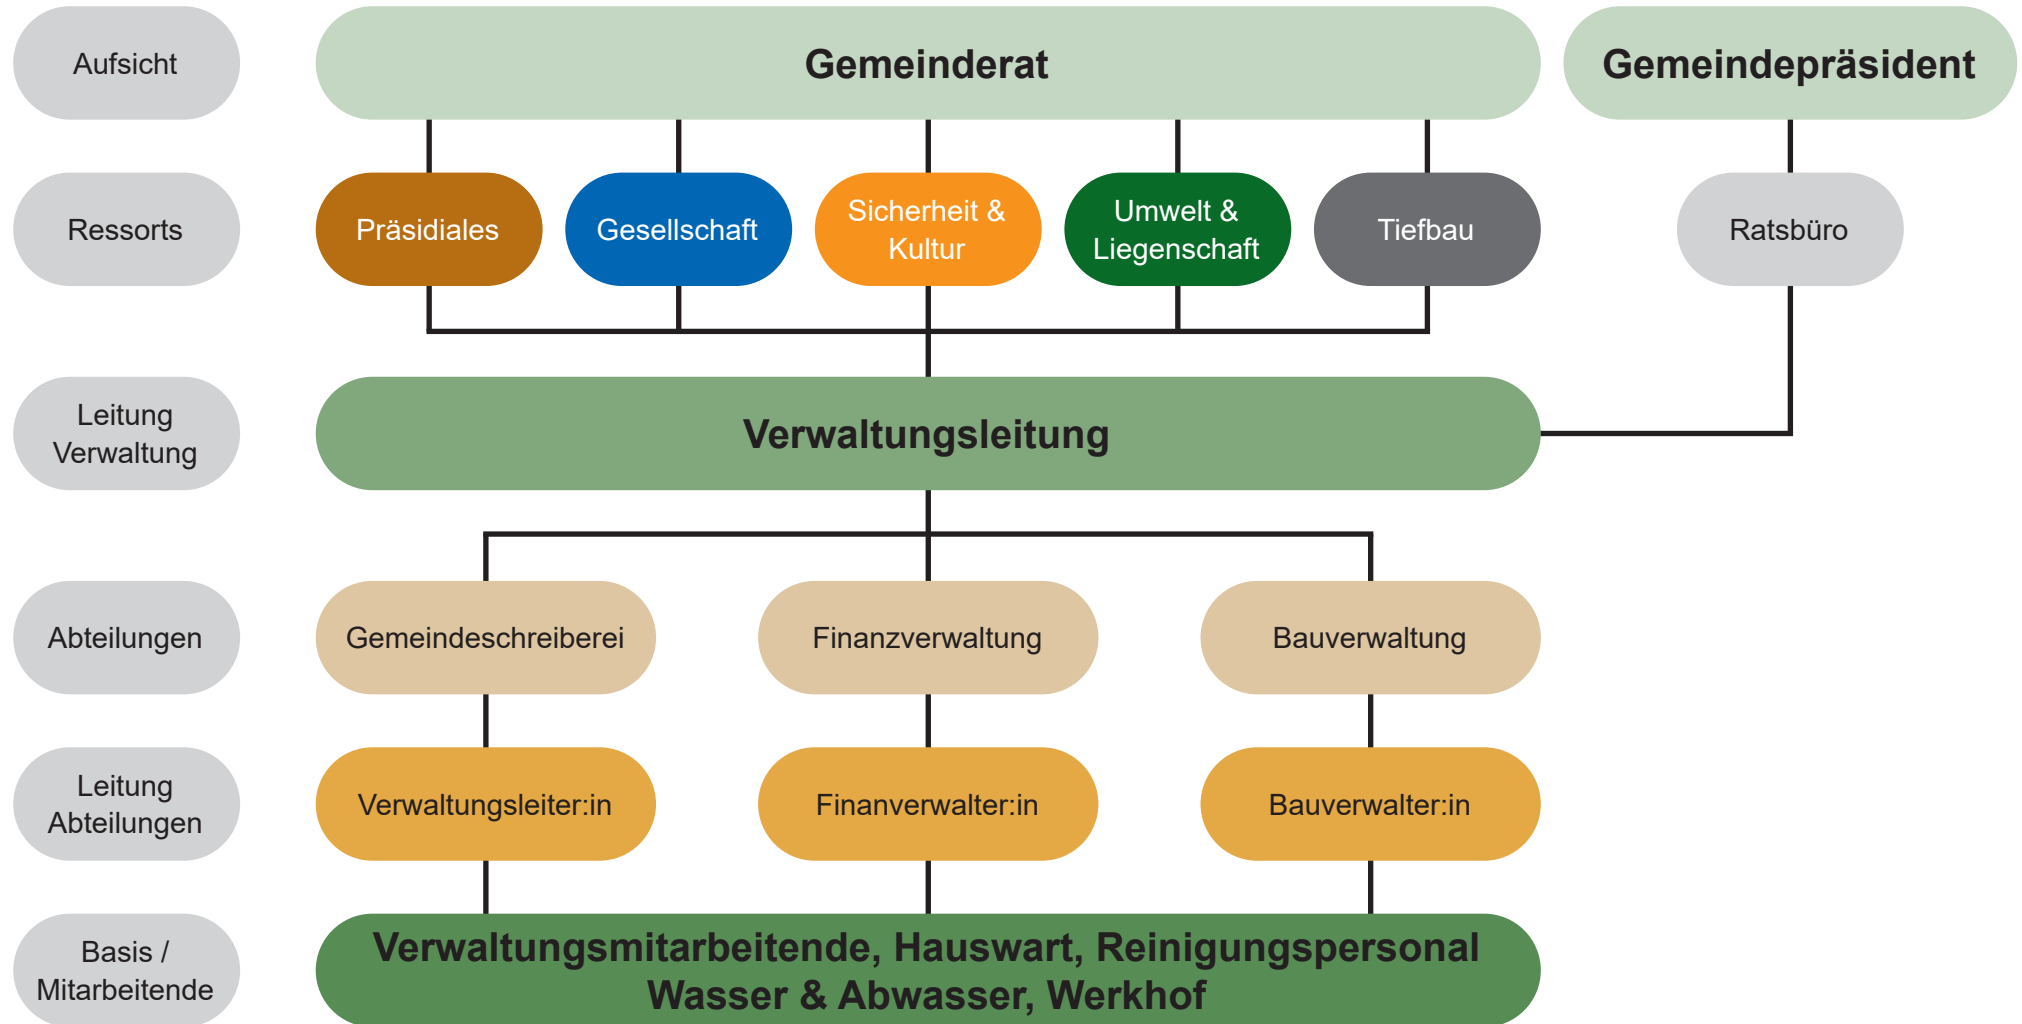 Aufsicht
Gemeinderat
Gemeindepräsident
Ressorts
Präsidiales
Gesellschaft
Sicherheit &
Kultur
Umwelt &
Liegenschaft
Tiefbau
Ratsbüro
Leitung
Verwaltung
Verwaltungsleitung
Abteilungen
Gemeindeschreiberei
Finanzverwaltung
Bauverwaltung
Leitung
Abteilungen
Verwaltungsleiter:in
Finanverwalter:in
Bauverwalter:in
Basis /
Mitarbeitende
Verwaltungsmitarbeitende, Hauswart, Reinigungspersonal
Wasser & Abwasser, Werkhof